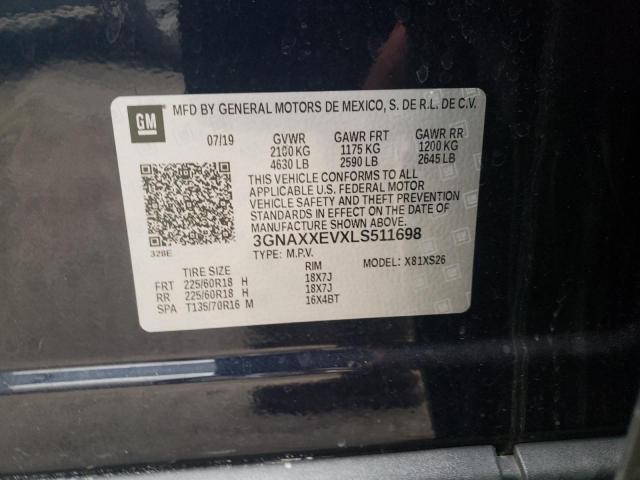 GM
MFD BY GENERAL MOTORS DE MEXICO, S. DE R.L. DE C.V.
07/19 GVWR GAWR FRT GAWR RR
2100 KG 1175 KG 1200 KG
4630 LB 2590 LB 2645 LB
THIS VEHICLE CONFORMS TO ALL
APPLICABLE U.S. FEDERAL MOTOR
VEHICLE SAFETY AND THEFT PREVENTION
STANDARDS IN EFFECT ON THE DATE OF
MANUFACTURE SHOWN ABOVE.
328E 3GNAXXEVXLS511698
TYPE: M.P.V. MODEL: X81XS26
TIRE SIZE RIM
FRT 225/60R18 H 18X7J
RR 225/60R18 H 18X7J
SPA T135/70R16 M 16X4BT